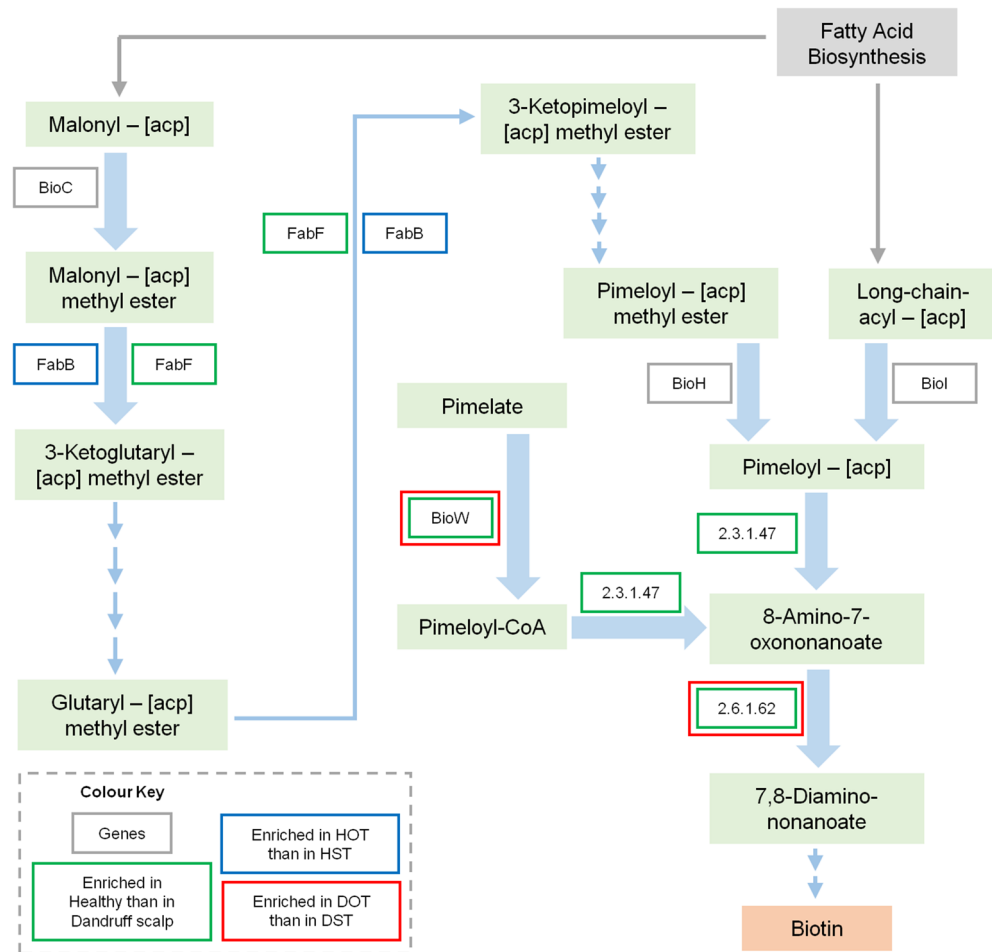 Fatty Acid
Biosynthesis
Malonyl – [acp]
BioC
Malonyl – [acp]
methyl ester
FabB
FabF
3-Ketoglutaryl –
[acp] methyl ester
Glutaryl – [acp]
methyl ester
FabF
FabB
3-Ketopimeloyl –
[acp] methyl ester
Pimeloyl – [acp]
methyl ester
Long-chain-
acyl – [acp]
BioH
BioI
Pimelate
BioW
Pimeloyl-CoA
Pimeloyl – [acp]
2.3.1.47
2.3.1.47
8-Amino-7-
oxononanoate
2.6.1.62
7,8-Diamino-
nonanoate
Biotin
Colour Key
Genes
Enriched in
Healthy than in
Dandruff scalp
Enriched in HOT
than in HST
Enriched in DOT
than in DST